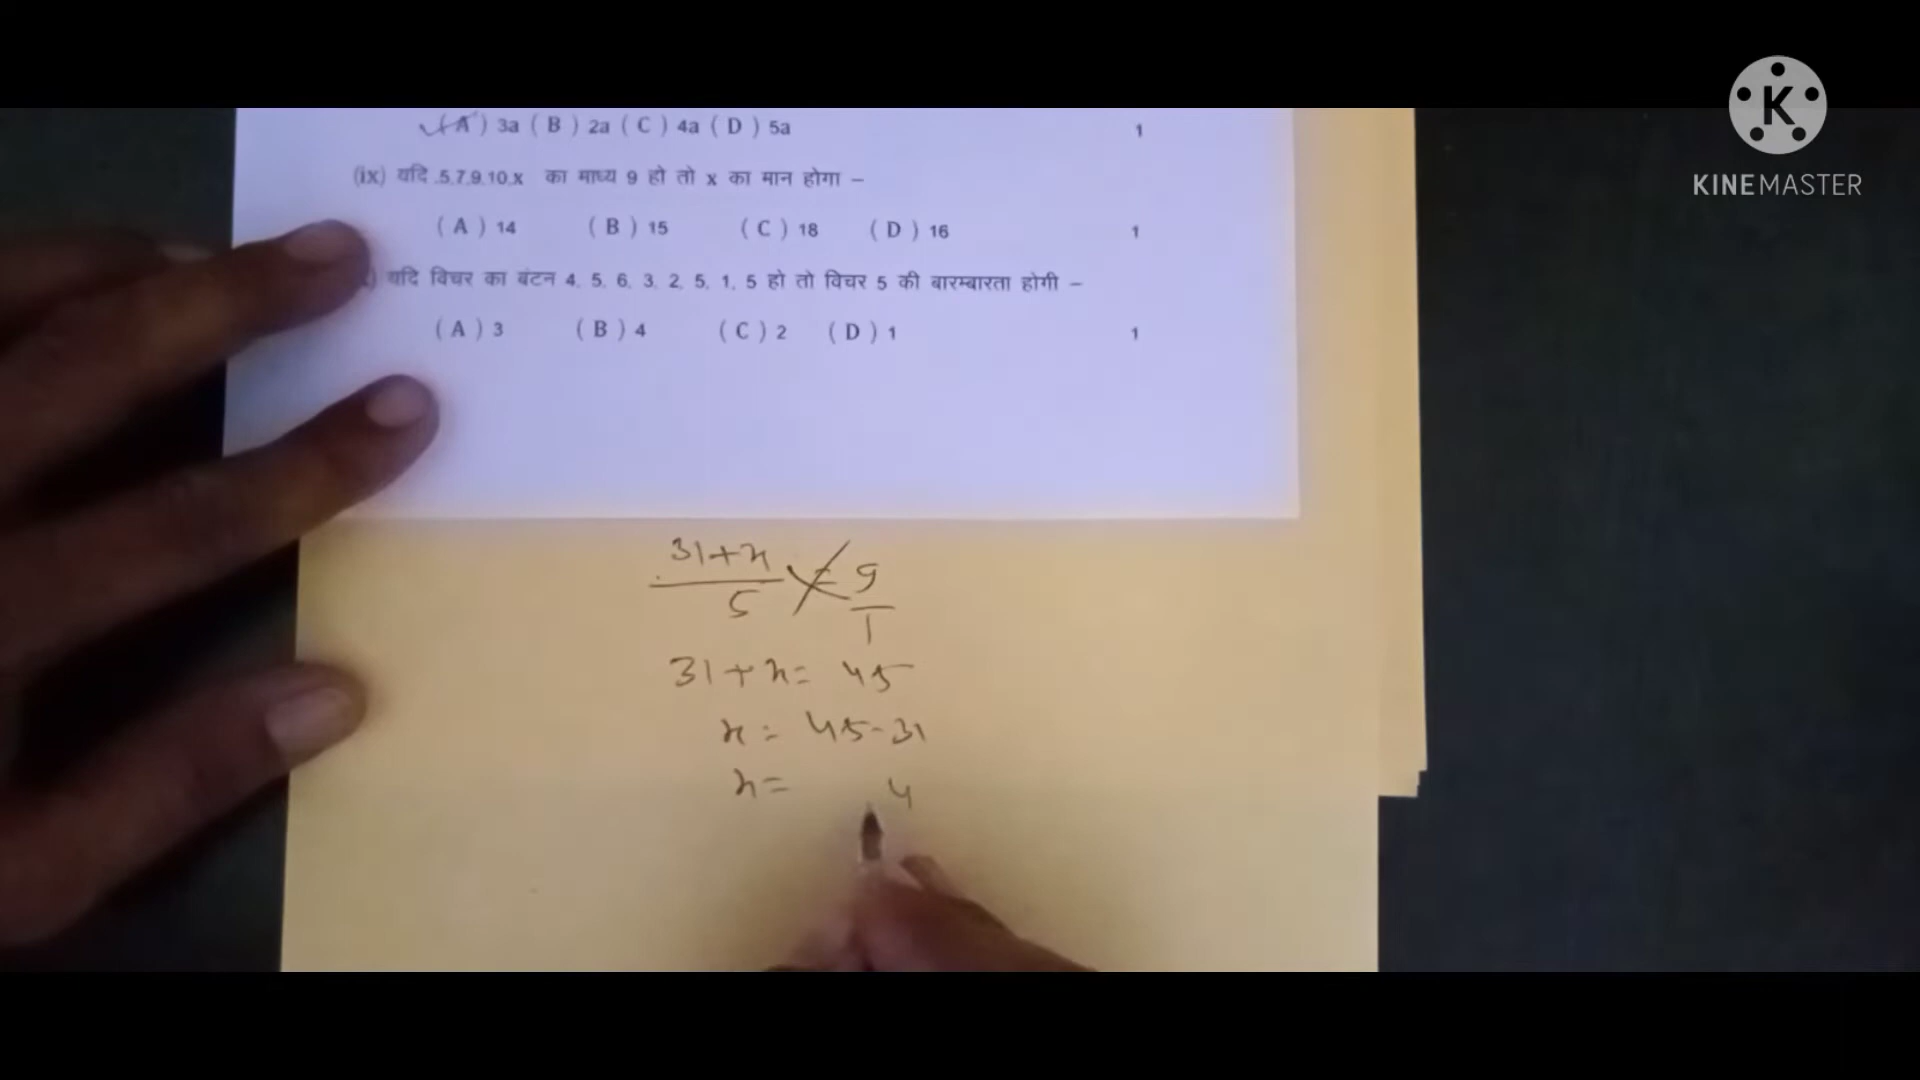 ( A ) 3a ( B ) 2a ( C ) 4a ( D ) 5a 1
(ix) यदि 5,7,9,10,x का माध्य 9 हो तो x का मान होगा –
( A ) 14 ( B ) 15 ( C ) 18 ( D ) 16 1
यदि विचर का बंटन 4, 5, 6, 3, 2, 5, 1, 5 हो तो विचर 5 की बारम्बारता होगी –
( A ) 3 ( B ) 4 ( C ) 2 ( D ) 1 1
31+x = 9
5 1
31+x= 45
x= 45-31
x= 4
K
KINEMASTER